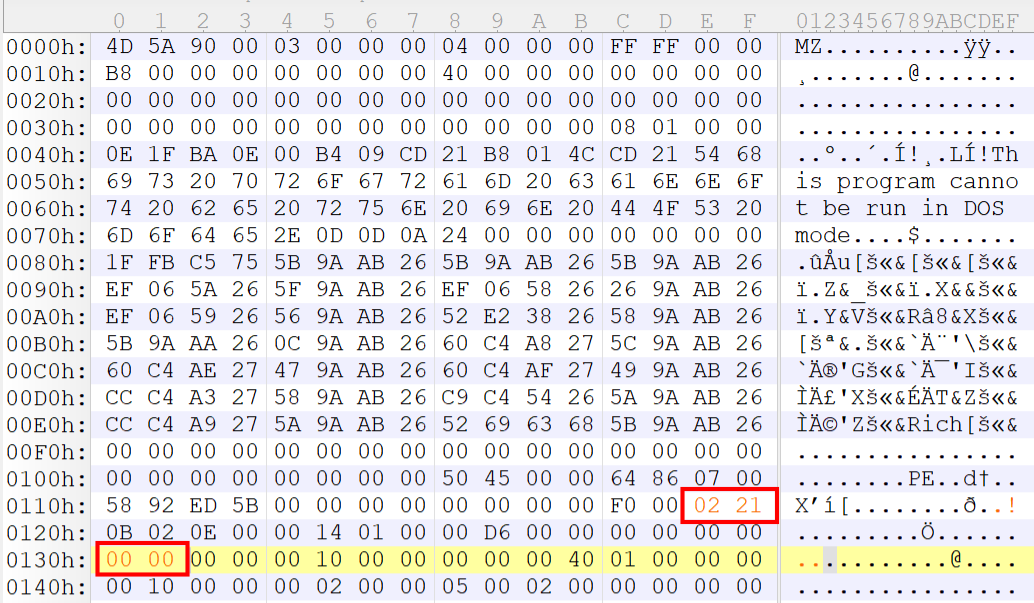 0 1 2 3 4 5 6 7 8 9 A B C D E F 0123456789ABCDEF
0000h: 4D 5A 90 00 03 00 00 00 04 00 00 00 FF FF 00 00 MZ..........ÿÿ..
0010h: B8 00 00 00 00 00 00 00 40 00 00 00 00 00 00 00 ¸.......@.......
0020h: 00 00 00 00 00 00 00 00 00 00 00 00 00 00 00 00 ................
0030h: 00 00 00 00 00 00 00 00 00 00 00 00 08 01 00 00 ................
0040h: 0E 1F BA 0E 00 B4 09 CD 21 B8 01 4C CD 21 54 68 ..º..´.Í!¸.LÍ!Th
0050h: 69 73 20 70 72 6F 67 72 61 6D 20 63 61 6E 6E 6F is program canno
0060h: 74 20 62 65 20 72 75 6E 20 69 6E 20 44 4F 53 20 t be run in DOS
0070h: 6D 6F 64 65 2E 0D 0D 0A 24 00 00 00 00 00 00 00 mode....$.......
0080h: 1F FB C5 75 5B 9A AB 26 5B 9A AB 26 5B 9A AB 26 .ûÅu[š«&[š«&[š«&
0090h: EF 06 5A 26 5F 9A AB 26 EF 06 58 26 26 9A AB 26 ï.Z&_š«&ï.X&&š«&
00A0h: EF 06 59 26 56 9A AB 26 52 E2 38 26 58 9A AB 26 ï.Y&Vš«&Râ8&Xš«&
00B0h: 5B 9A AA 26 0C 9A AB 26 60 C4 A8 27 5C 9A AB 26 [šª&.š«&`Ä¨'\š«&
00C0h: 60 C4 AE 27 47 9A AB 26 60 C4 AF 27 49 9A AB 26 `Ä®'Gš«&`Ä¯'Iš«&
00D0h: CC C4 A3 27 58 9A AB 26 C9 C4 54 26 5A 9A AB 26 ÌÄ£'Xš«&ÉÄT&Zš«&
00E0h: CC C4 A9 27 5A 9A AB 26 52 69 63 68 5B 9A AB 26 ÌÄ©'Zš«&Rich[š«&
00F0h: 00 00 00 00 00 00 00 00 00 00 00 00 00 00 00 00 ................
0100h: 00 00 00 00 00 00 00 00 50 45 00 00 64 86 07 00 ........PE..d†..
0110h: 58 92 ED 5B 00 00 00 00 00 00 00 00 F0 00 02 21 X’í[........ð..!
0120h: 0B 02 0E 00 00 14 01 00 00 D6 00 00 00 00 00 00 .........Ö......
0130h: 00 00 00 00 00 10 00 00 00 00 00 40 01 00 00 00 ...........@....
0140h: 00 10 00 00 00 02 00 00 05 00 02 00 00 00 00 00 ................